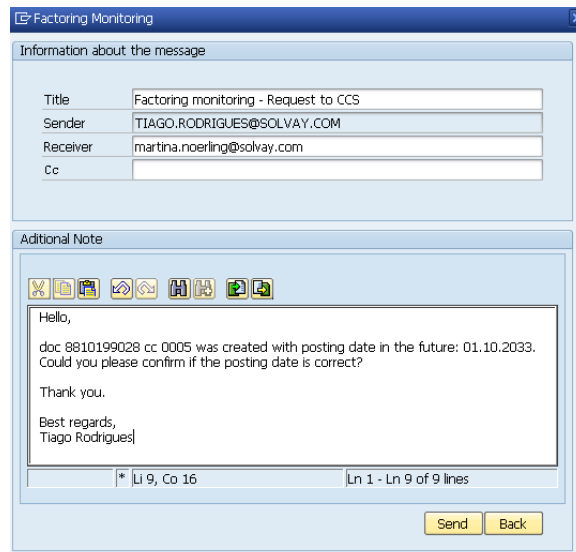 Factoring Monitoring
Information about the message
Title Factoring monitoring - Request to CCS
Sender TIAGO.RODRIGUES@SOLVAY.COM
Receiver martina.noerling@solvay.com
Cc
Aditional Note
Hello,
doc 8810199028 cc 0005 was created with posting date in the future: 01.10.2033.
Could you please confirm if the posting date is correct?
Thank you.
Best regards,
Tiago Rodrigues
* Li 9, Co 16 Ln 1 - Ln 9 of 9 lines
Send Back